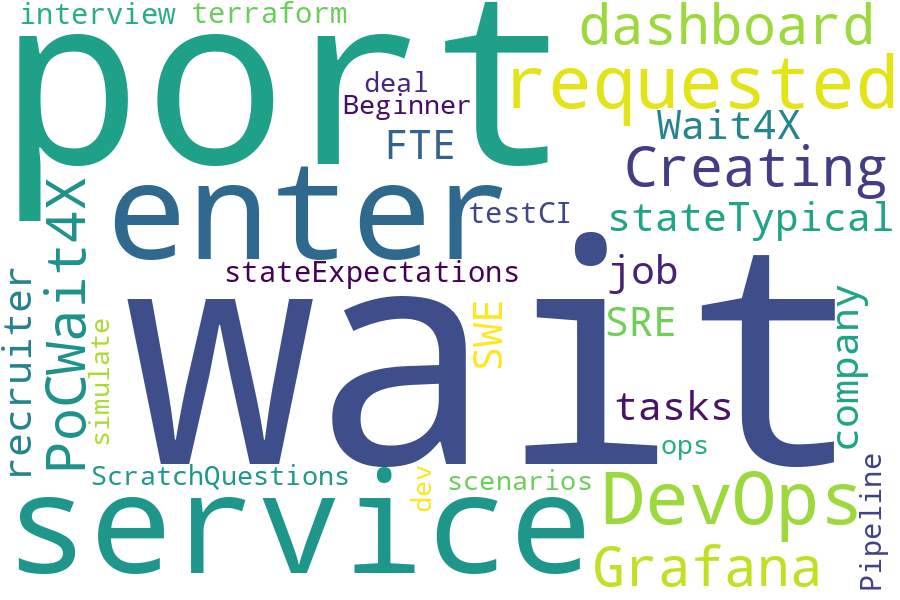 interview
terraform
port
dashboard
requested
deal
Beginner
FTE
Wait4X
Creating
enter
testCI
stateTypical
stateExpectations
job
wait
PoCWait4X
recruiter
simulate
SWE
SRE
company
tasks
ops
ScratchQuestions
dev
scenarios
service
DevOps
Grafana
Pipeline